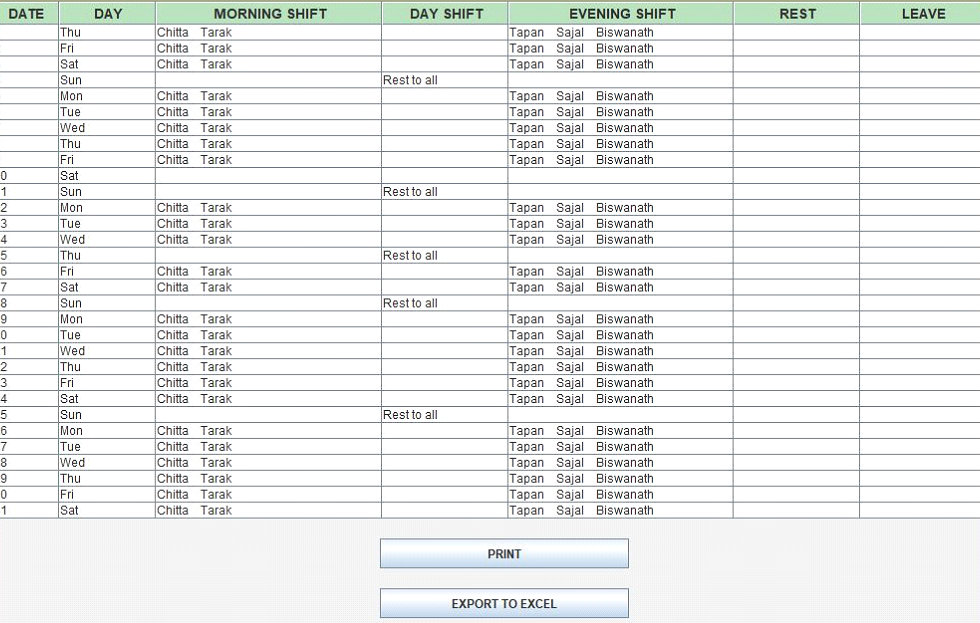 DATE DAY MORNING SHIFT DAY SHIFT EVENING SHIFT REST LEAVE
Thu Chitta Tarak Tapan Sajal Biswanath
Fri Chitta Tarak Tapan Sajal Biswanath
Sat Chitta Tarak Tapan Sajal Biswanath
Sun Rest to all
Mon Chitta Tarak Tapan Sajal Biswanath
Tue Chitta Tarak Tapan Sajal Biswanath
Wed Chitta Tarak Tapan Sajal Biswanath
Thu Chitta Tarak Tapan Sajal Biswanath
Fri Chitta Tarak Tapan Sajal Biswanath
0 Sat
1 Sun Rest to all
2 Mon Chitta Tarak Tapan Sajal Biswanath
3 Tue Chitta Tarak Tapan Sajal Biswanath
4 Wed Chitta Tarak Tapan Sajal Biswanath
5 Thu Rest to all
6 Fri Chitta Tarak Tapan Sajal Biswanath
7 Sat Chitta Tarak Tapan Sajal Biswanath
8 Sun Rest to all
9 Mon Chitta Tarak Tapan Sajal Biswanath
0 Tue Chitta Tarak Tapan Sajal Biswanath
1 Wed Chitta Tarak Tapan Sajal Biswanath
2 Thu Chitta Tarak Tapan Sajal Biswanath
3 Fri Chitta Tarak Tapan Sajal Biswanath
4 Sat Chitta Tarak Tapan Sajal Biswanath
5 Sun Rest to all
6 Mon Chitta Tarak Tapan Sajal Biswanath
7 Tue Chitta Tarak Tapan Sajal Biswanath
8 Wed Chitta Tarak Tapan Sajal Biswanath
9 Thu Chitta Tarak Tapan Sajal Biswanath
0 Fri Chitta Tarak Tapan Sajal Biswanath
1 Sat Chitta Tarak Tapan Sajal Biswanath
PRINT
EXPORT TO EXCEL